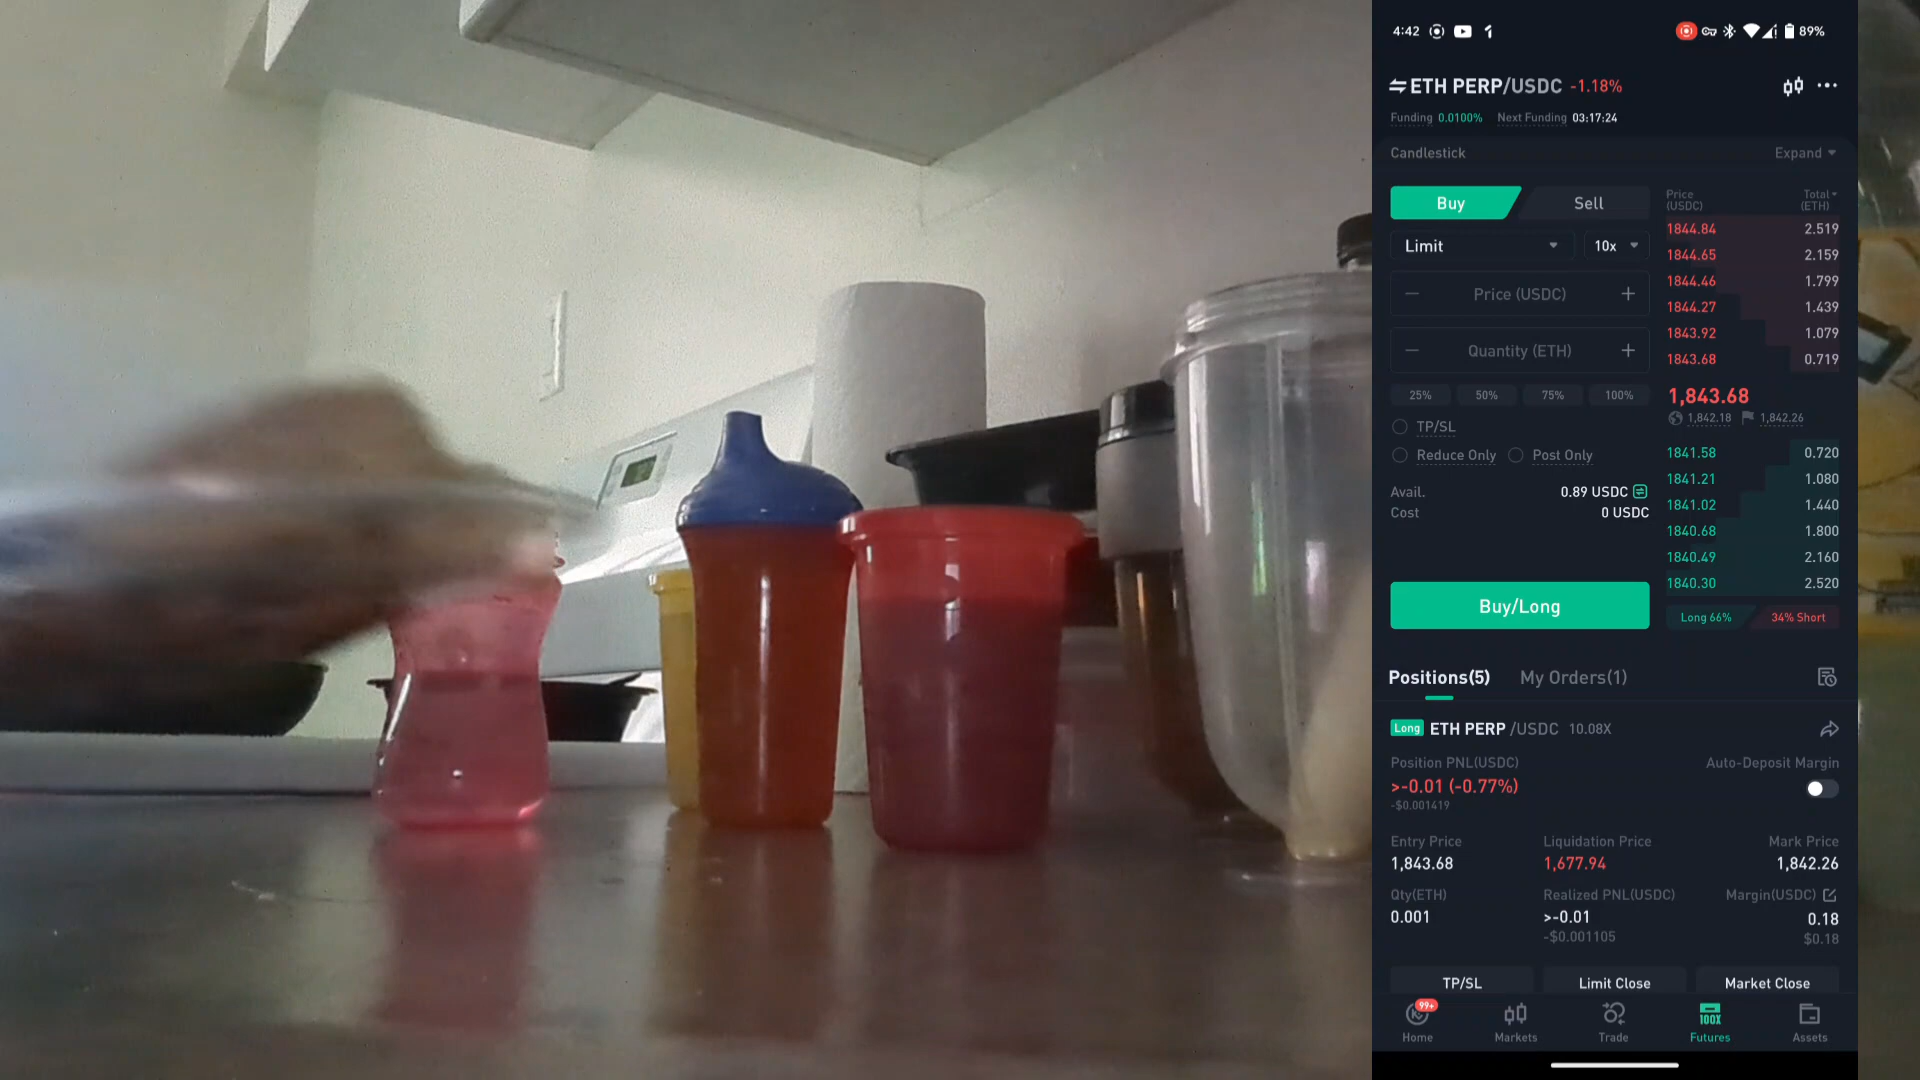 4:42
89%
ETH PERP/USDC -1.18%
Funding 0.0100% Next Funding 03:17:24
Candlestick
Expand
Buy
Sell
Limit
10x
Price (USDC)
Quantity (ETH)
25% 50% 75% 100%
TP/SL
Reduce Only
Post Only
Avail.
0.89 USDC
Cost
0 USDC
Buy/Long
Price (USDC)
Total (ETH)
1844.84 2.519
1844.65 2.159
1844.46 1.799
1844.27 1.439
1843.92 1.079
1843.68 0.719
1,843.68
1,842.18 1,842.26
1841.58 0.720
1841.21 1.080
1841.02 1.440
1840.68 1.800
1840.49 2.160
1840.30 2.520
Long 66%
34% Short
Positions(5)
My Orders(1)
Long ETH PERP /USDC 10.08X
Position PNL(USDC)
Auto-Deposit Margin
>-0.01 (-0.77%)
-$0.001419
Entry Price Liquidation Price Mark Price
1,843.68 1,677.94 1,842.26
Qty(ETH) Realized PNL(USDC) Margin(USDC)
0.001 >-0.01 0.18
-$0.001105 $0.18
TP/SL Limit Close Market Close
99+
100X
Home Markets Trade Futures Assets